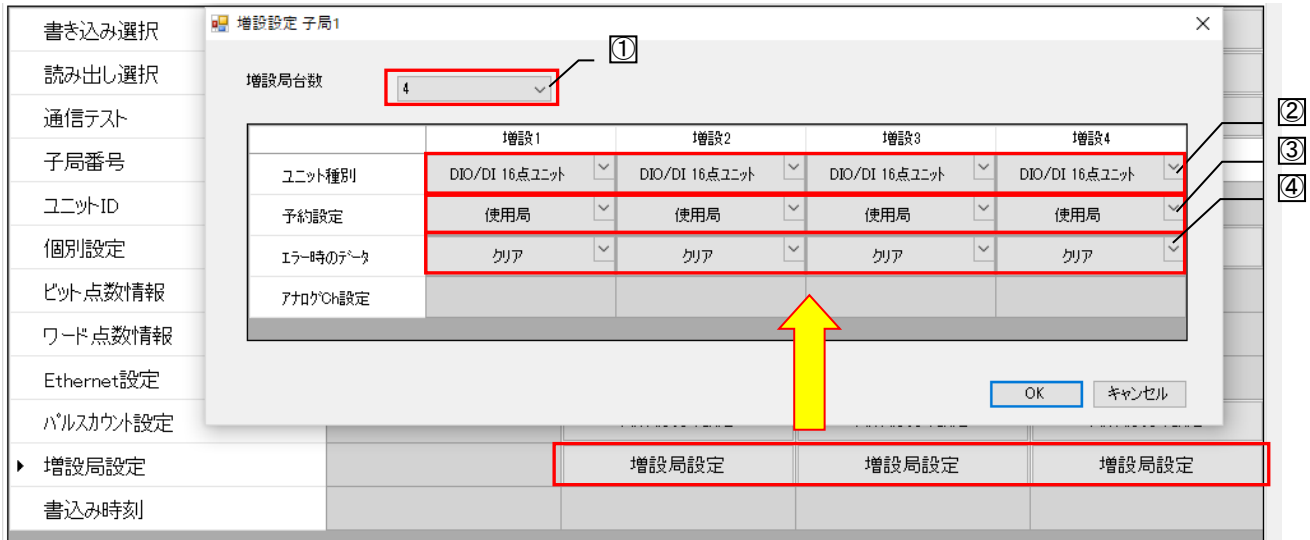 書き込み選択
読み出し選択
通信テスト
子局番号
ユニットID
個別設定
ビット点数情報
ワード点数情報
Ethernet設定
パルスカウント設定
増設局設定
書込み時刻
増設設定 子局1
①
増設局台数 4
増設1 増設2 増設3 増設4
ユニット種別 DIO/DI 16点ユニット DIO/DI 16点ユニット DIO/DI 16点ユニット DIO/DI 16点ユニット ②
予約設定 使用局 使用局 使用局 使用局 ③
エラー時のデータ クリア クリア クリア クリア ④
アナログCh設定
OK キャンセル
増設局設定 増設局設定 増設局設定